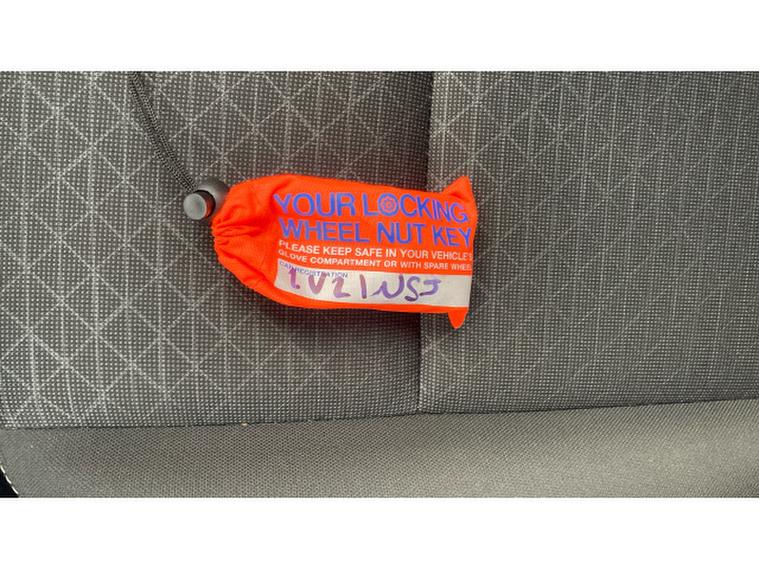 YOUR LOCKING
WHEEL NUT KEY
PLEASE KEEP SAFE IN YOUR VEHICLE'S
GLOVE COMPARTMENT OR WITH SPARE WHEEL
CAR REGISTRATION
LV21NSJ